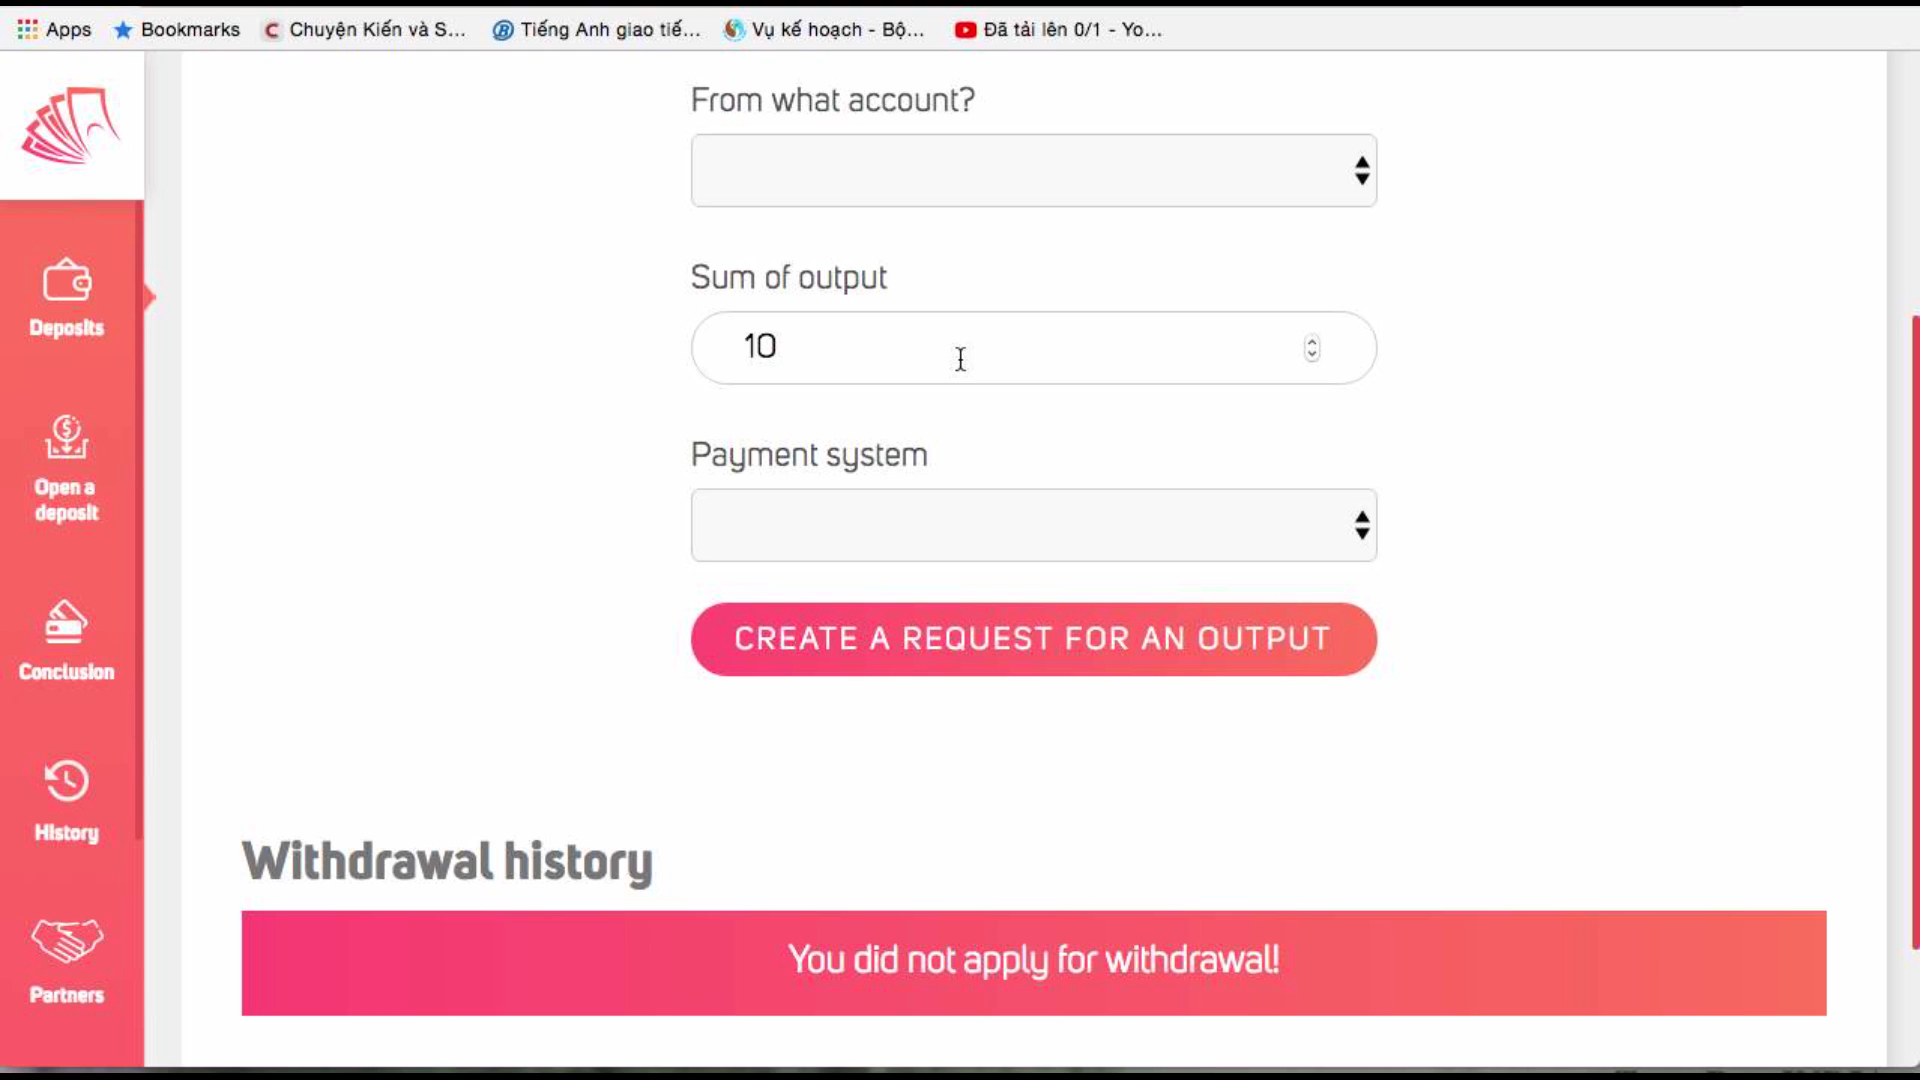 Apps
Bookmarks
Chuyện Kiến và S...
Tiếng Anh giao tiế...
Vụ kế hoạch - Bộ...
Đã tải lên 0/1 - Yo...
From what account?
Sum of output
10
Payment system
CREATE A REQUEST FOR AN OUTPUT
Deposits
Open a
deposit
Conclusion
History
Partners
Withdrawal history
You did not apply for withdrawal!